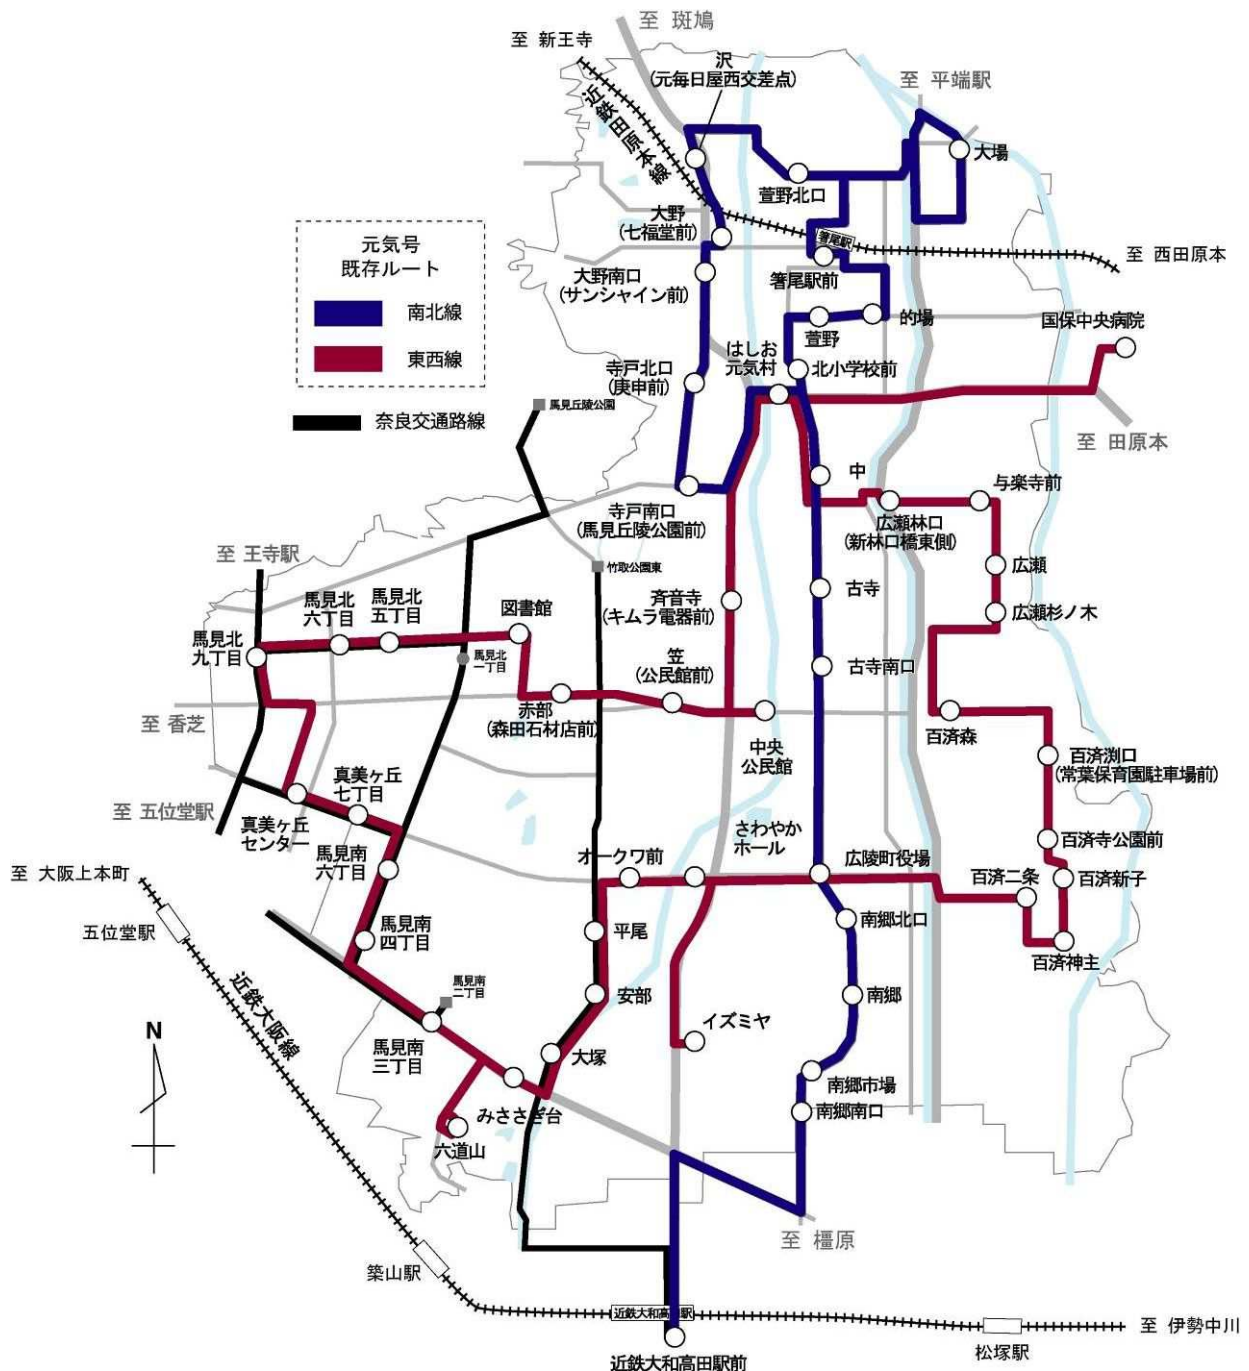 至 斑鳩
至 新王寺
沢
(元毎日屋西交差点)
至 平端駅
近鉄田原本線
大場
萱野北口
大野
(七福堂前)
箸尾駅
至 西田原本
元気号
既存ルート
南北線
東西線
奈良交通路線
大野南口
(サンシャイン前)
箸尾駅前
的場
萱野
国保中央病院
はしお
元気村
北小学校前
寺戸北口
(庚申前)
馬見丘陵公園
至 田原本
中
与楽寺前
寺戸南口
(馬見丘陵公園前)
広瀬林口
(新林口橋東側)
至 王寺駅
竹取公園東
広瀬
馬見北
六丁目
馬見北
五丁目
図書館
斉音寺
(キムラ電器前)
古寺
広瀬杉ノ木
馬見北
九丁目
馬見北
一丁目
笠
(公民館前)
古寺南口
至 香芝
赤部
(森田石材店前)
中央
公民館
百済森
百済渕口
(常葉保育園駐車場前)
真美ヶ丘
七丁目
至 五位堂駅
真美ヶ丘
センター
さわやか
ホール
百済寺公園前
馬見南
六丁目
オークワ前
広陵町役場
百済二条
百済新子
至 大阪上本町
五位堂駅
馬見南
四丁目
平尾
南郷北口
百済神主
近鉄大阪線
馬見南
二丁目
安部
南郷
N
馬見南
三丁目
大塚
イズミヤ
みささぎ台
南郷市場
南郷南口
六道山
至 橿原
築山駅
近鉄大和高田駅
至 伊勢中川
松塚駅
近鉄大和高田駅前